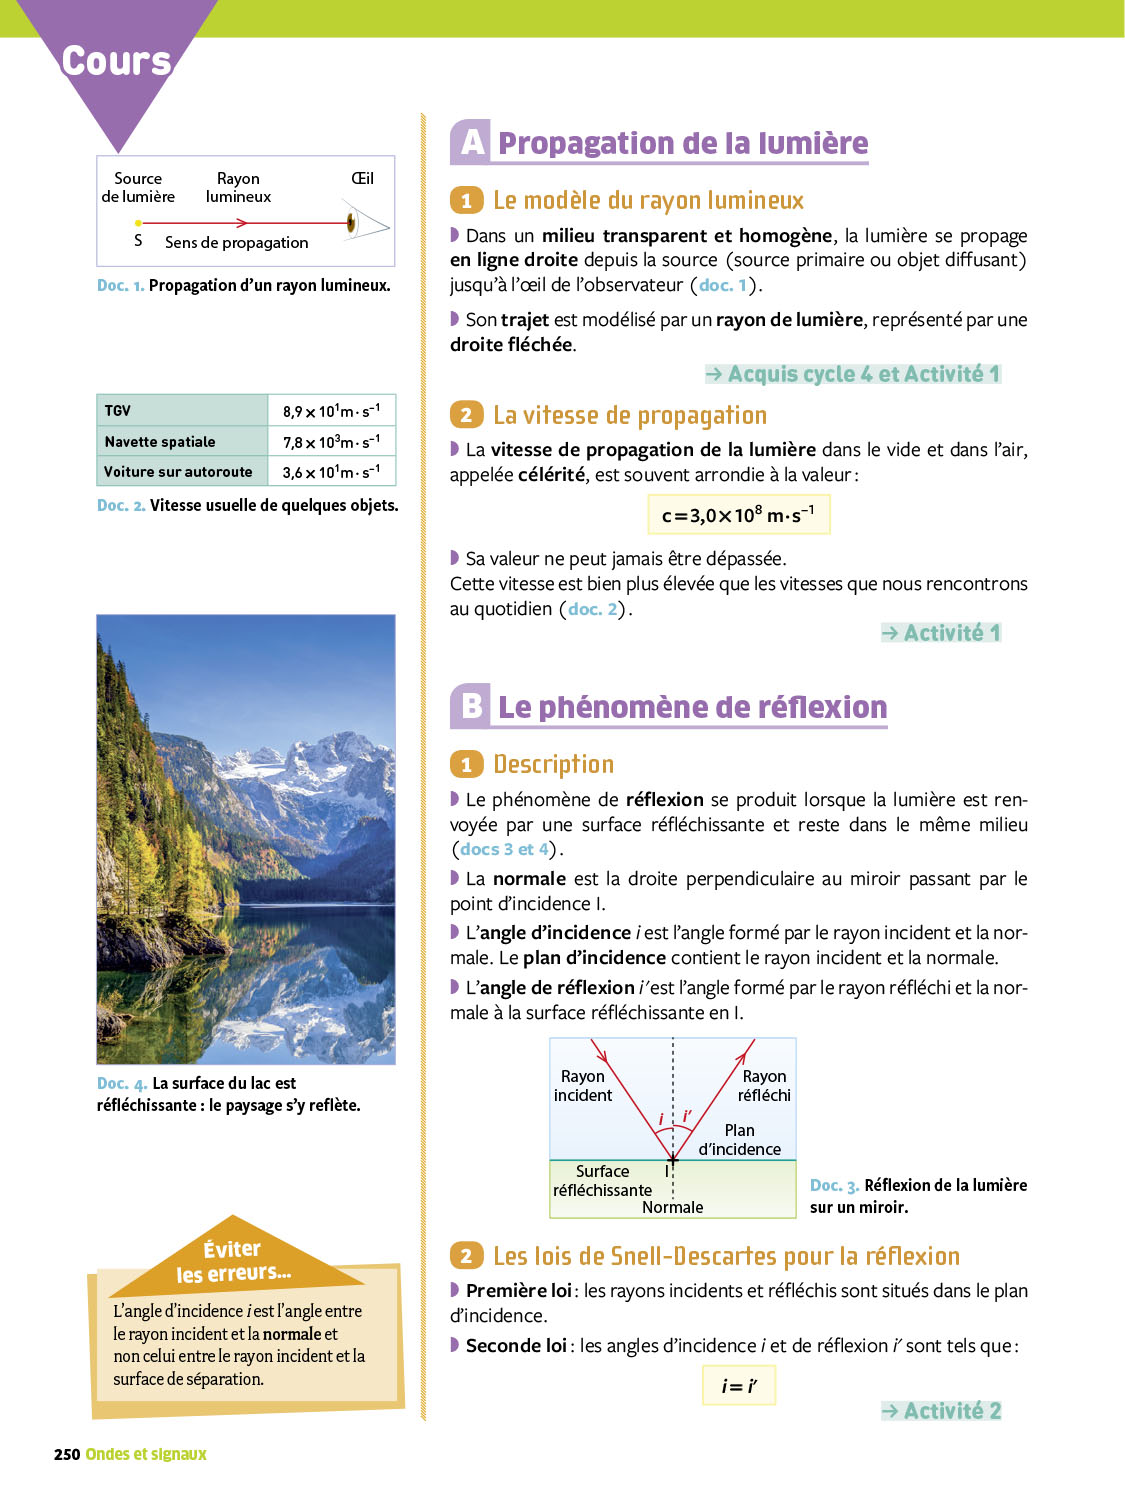 Cours
Source
de lumière
Rayon
lumineux
Œil
S
Sens de propagation
Doc. 1. Propagation d'un rayon lumineux.
TGV 8,9 × 10¹ m · s⁻¹
Navette spatiale 7,8 × 10³ m · s⁻¹
Voiture sur autoroute 3,6 × 10¹ m · s⁻¹
Doc. 2. Vitesse usuelle de quelques objets.
Doc. 4. La surface du lac est
réfléchissante : le paysage s'y reflète.
Éviter
les erreurs...
L'angle d'incidence i est l'angle entre
le rayon incident et la normale et
non celui entre le rayon incident et la
surface de séparation.
A Propagation de la lumière
1 Le modèle du rayon lumineux
Dans un milieu transparent et homogène, la lumière se propage
en ligne droite depuis la source (source primaire ou objet diffusant)
jusqu'à l'œil de l'observateur (doc. 1).
Son trajet est modélisé par un rayon de lumière, représenté par une
droite fléchée.
→ Acquis cycle 4 et Activité 1
2 La vitesse de propagation
La vitesse de propagation de la lumière dans le vide et dans l'air,
appelée célérité, est souvent arrondie à la valeur :
c = 3,0 × 10⁸ m·s⁻¹
Sa valeur ne peut jamais être dépassée.
Cette vitesse est bien plus élevée que les vitesses que nous rencontrons
au quotidien (doc. 2).
→ Activité 1
B Le phénomène de réflexion
1 Description
Le phénomène de réflexion se produit lorsque la lumière est ren-
voyée par une surface réfléchissante et reste dans le même milieu
(docs 3 et 4).
La normale est la droite perpendiculaire au miroir passant par le
point d'incidence I.
L'angle d'incidence i est l'angle formé par le rayon incident et la nor-
male. Le plan d'incidence contient le rayon incident et la normale.
L'angle de réflexion i' est l'angle formé par le rayon réfléchi et la nor-
male à la surface réfléchissante en I.
Rayon
incident
i
i'
Rayon
réfléchi
Plan
d'incidence
Surface
réfléchissante
I
Normale
Doc. 3. Réflexion de la lumière
sur un miroir.
2 Les lois de Snell-Descartes pour la réflexion
Première loi : les rayons incidents et réfléchis sont situés dans le plan
d'incidence.
Seconde loi : les angles d'incidence i et de réflexion i' sont tels que :
i = i'
→ Activité 2
250 Ondes et signaux